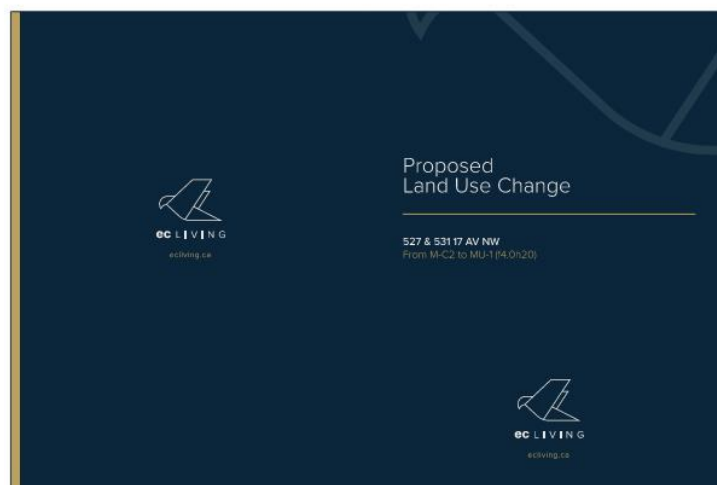 ec LIVING
ecliving.ca
Proposed
Land Use Change
527 & 531 17 AV NW
From M-C2 to MU-1 (f4.0h20)
ec LIVING
ecliving.ca